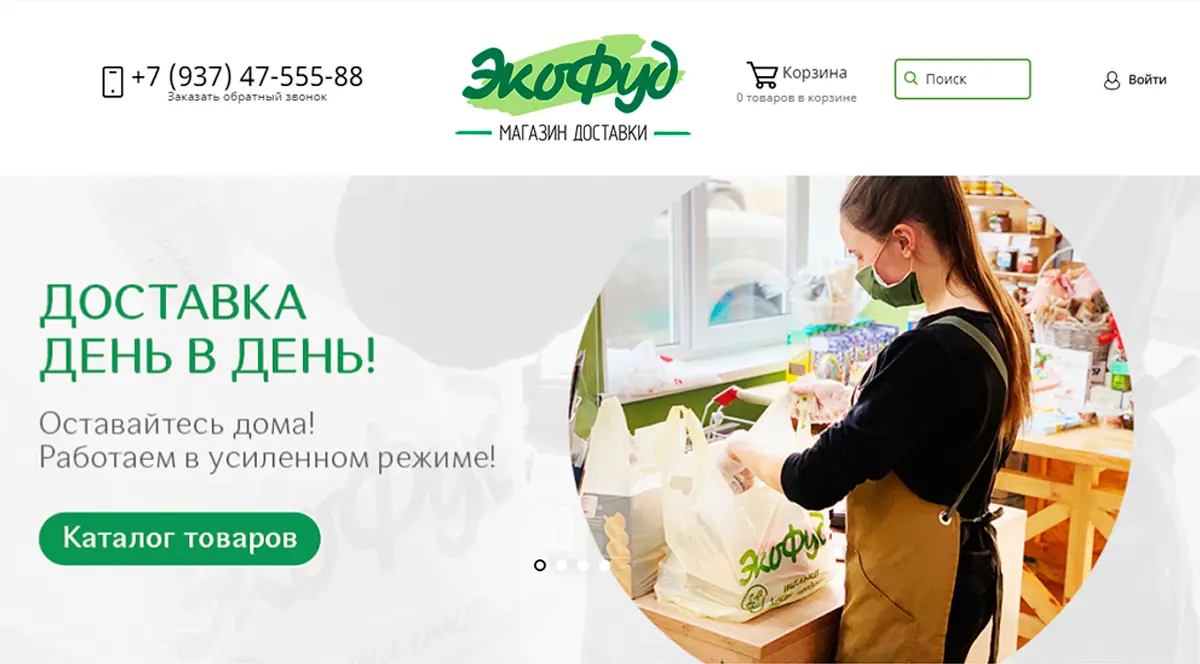 +7 (937) 47-555-88
Заказать обратный звонок
ЭкоФуд
МАГАЗИН ДОСТАВКИ
Корзина
0 товаров в корзине
Поиск
Войти
ДОСТАВКА
ДЕНЬ В ДЕНЬ!
Оставайтесь дома!
Работаем в усиленном режиме!
Каталог товаров
ЭкоФуд